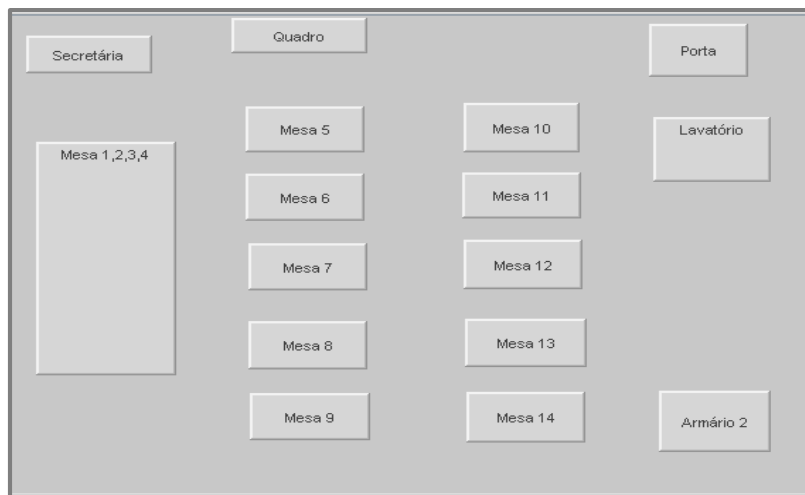 Secretária
Quadro
Porta
Mesa 1,2,3,4
Mesa 5
Mesa 10
Lavatório
Mesa 6
Mesa 11
Mesa 7
Mesa 12
Mesa 8
Mesa 13
Mesa 9
Mesa 14
Armário 2